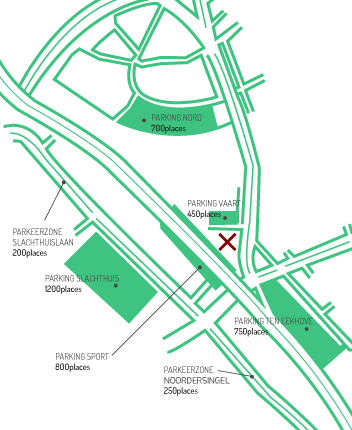 PARKING NORD
700places
PARKING VAART
450places
PARKEERZONE
SLACHTHUISLAAN
200places
PARKING SLACHTHUIS
1200places
PARKING TEN EEKHOVE
750places
PARKING SPORT
800places
PARKEERZONE
NOORDERSINGEL
250places